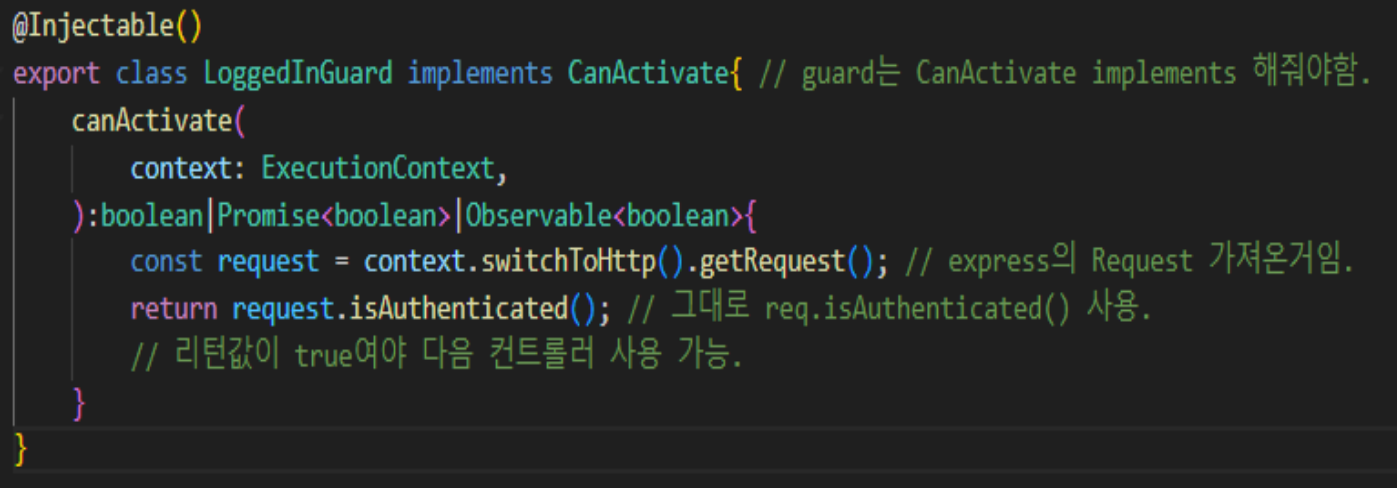 @Injectable()
export class LoggedInGuard implements CanActivate{ // guard는 CanActivate implements 해줘야함.
canActivate(
context: ExecutionContext,
):boolean|Promise<boolean>|Observable<boolean>{
const request = context.switchToHttp().getRequest(); // express의 Request 가져온거임.
return request.isAuthenticated(); // 그대로 req.isAuthenticated() 사용.
// 리턴값이 true여야 다음 컨트롤러 사용 가능.
}
}